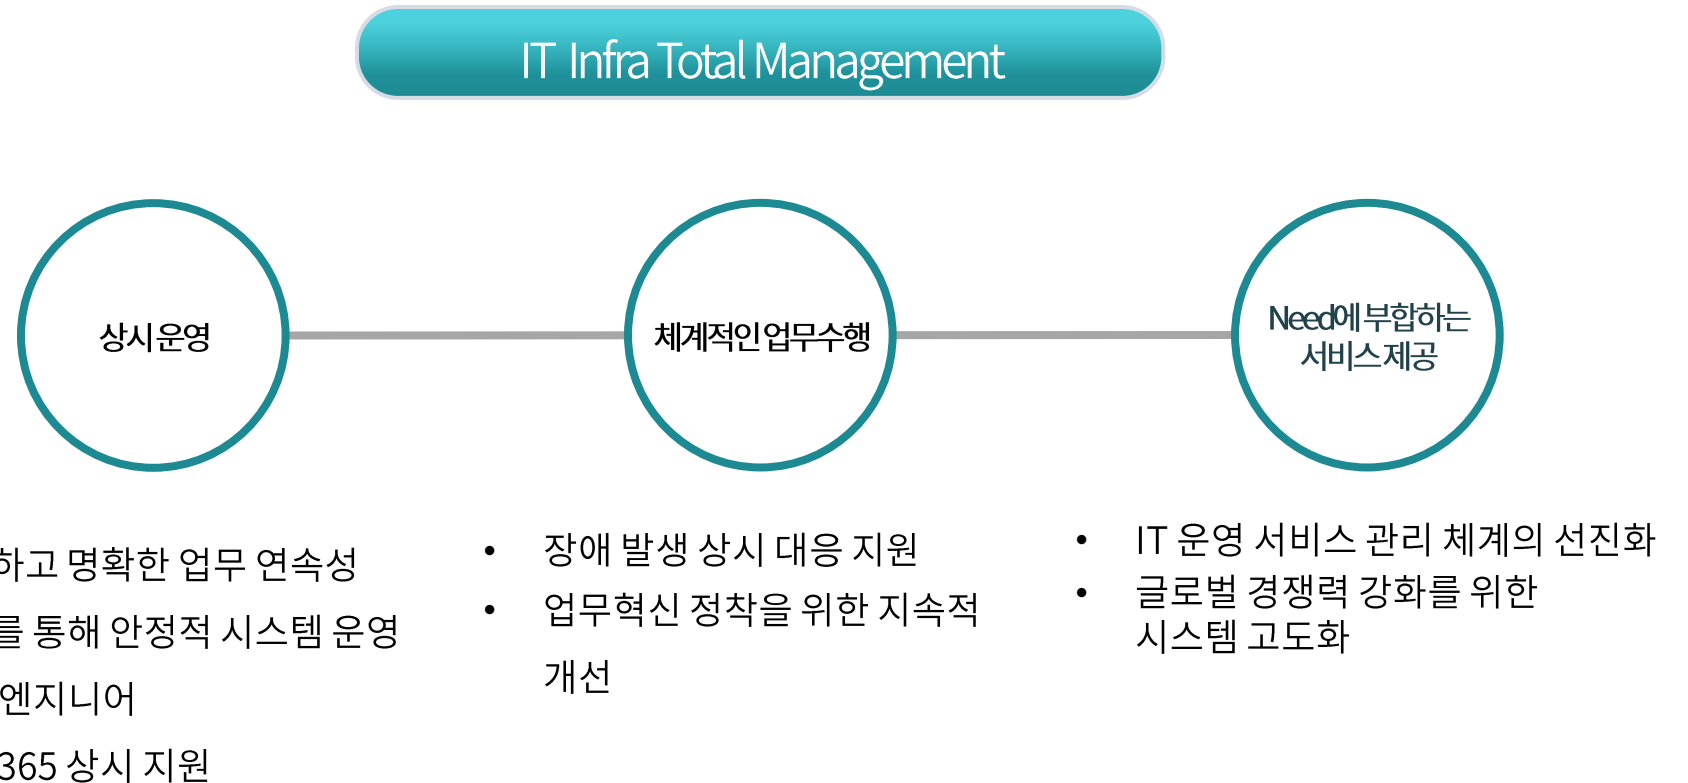 IT Infra Total Management
상시 운영
체계적인 업무수행
Need에 부합하는
서비스 제공
하고 명확한 업무 연속성
를 통해 안정적 시스템 운영
엔지니어
365 상시 지원
• 장애 발생 상시 대응 지원
• 업무혁신 정착을 위한 지속적
개선
• IT 운영 서비스 관리 체계의 선진화
• 글로벌 경쟁력 강화를 위한
시스템 고도화